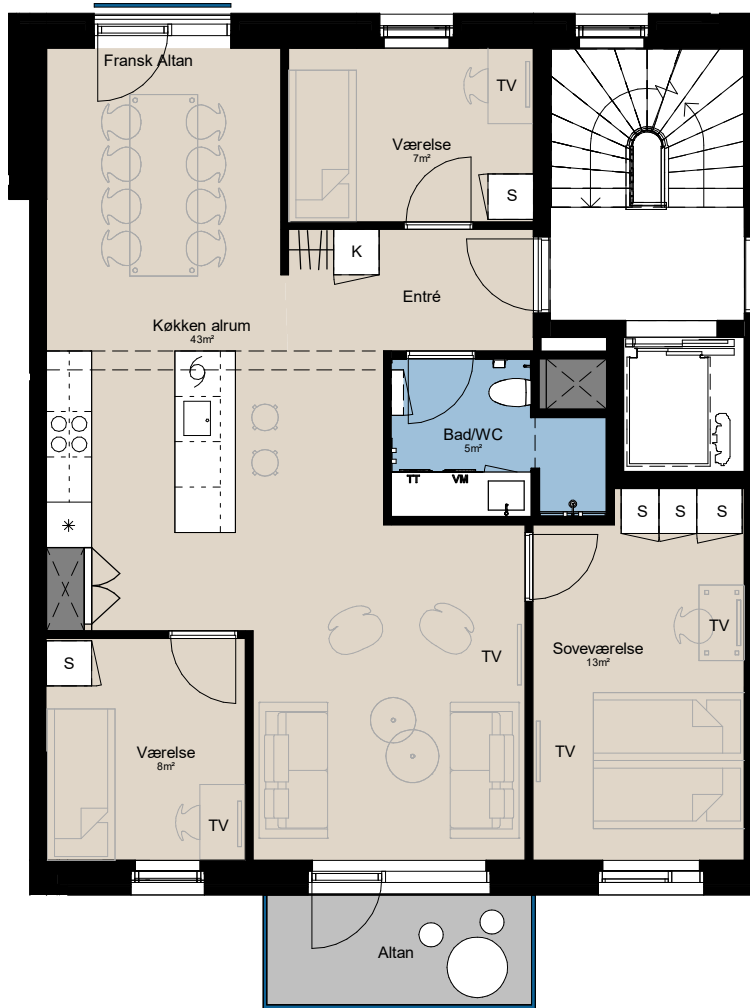 Fransk Altan
TV
Værelse
7m²
S
K
Entré
Køkken alrum
43m²
Bad/WC
5m²
TT
VM
S
S
S
TV
Soveværelse
13m²
S
TV
TV
Værelse
8m²
TV
Altan